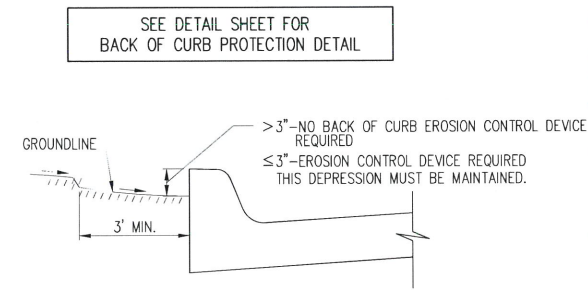 SEE DETAIL SHEET FOR
BACK OF CURB PROTECTION DETAIL
>3"-NO BACK OF CURB EROSION CONTROL DEVICE
REQUIRED
GROUNDLINE
≤3"-EROSION CONTROL DEVICE REQUIRED
THIS DEPRESSION MUST BE MAINTAINED.
3' MIN.